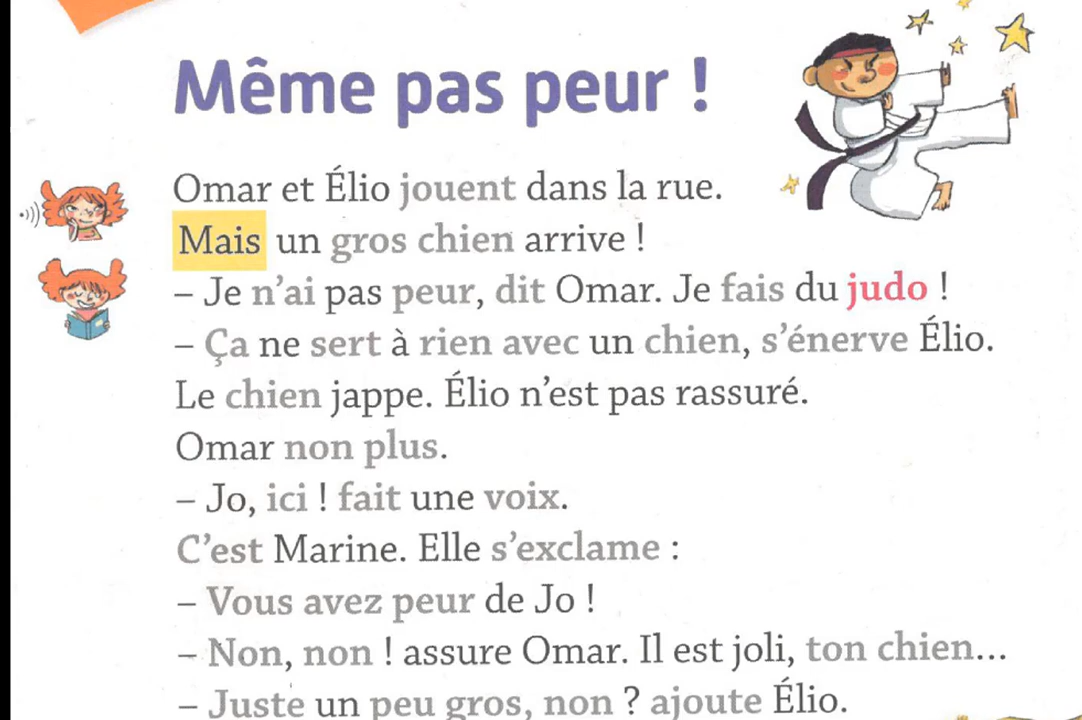 Même pas peur !
Omar et Élio jouent dans la rue.
Mais un gros chien arrive !
– Je n'ai pas peur, dit Omar. Je fais du judo !
– Ça ne sert à rien avec un chien, s'énerve Élio.
Le chien jappe. Élio n'est pas rassuré.
Omar non plus.
– Jo, ici ! fait une voix.
C'est Marine. Elle s'exclame :
– Vous avez peur de Jo !
– Non, non ! assure Omar. Il est joli, ton chien...
– Juste un peu gros, non ? ajoute Élio.